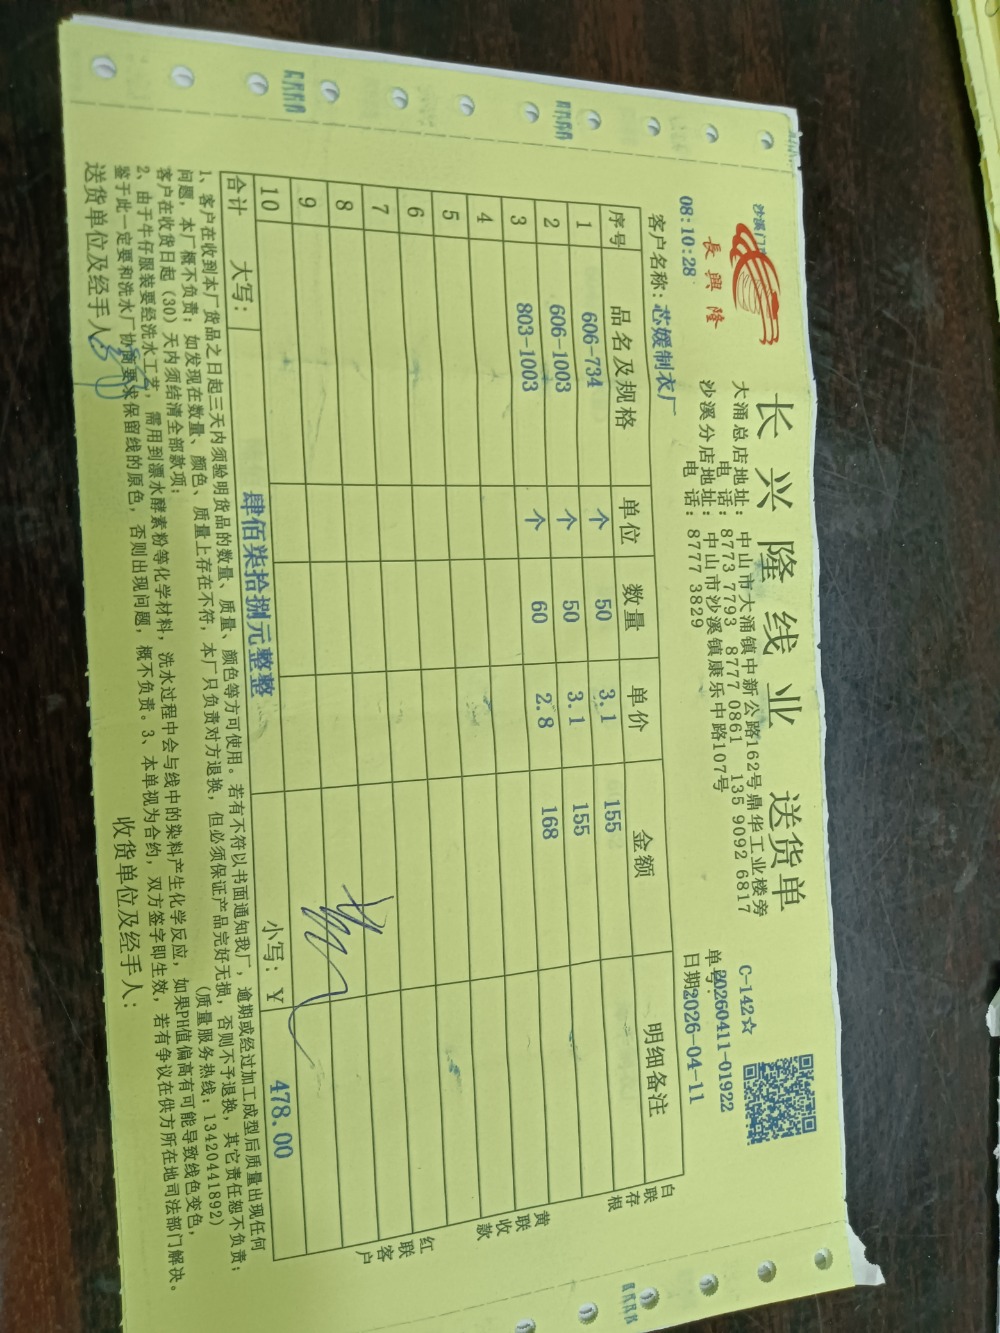 长兴隆线业 送货单
沙溪门
長興隆
大涌总店地址：中山市大涌镇中新公路162号鼎华工业楼旁
电话：8773 7793 8777 0861 135 9092 6817
沙溪分店地址：中山市沙溪镇康乐中路107号
电话：8777 3829
C-142☆
单号：20260411-01922
日期2026-04-11
08:10:28
客户名称：芯媛制衣厂
序号 品名及规格 单位 数量 单价 金额 明细备注
1 606-734 个 50 3.1 155
2 606-1003 个 50 3.1 155
3 803-1003 个 60 2.8 168
4
5
6
7
8
9
10
合计 大写： 肆佰柒拾捌元整整 小写：Y 478.00
白联存根
黄联收款
红联客户
1、客户在收到本厂货品之日起三天内须验明货品的数量、质量、颜色等方可使用。若有不符以书面通知我厂，逾期或经过加工成型后质量出现任何
问题，本厂概不负责；如发现在数量、颜色、质量上存在不符，本厂只负责对方退换，但必须保证产品完好无损，否则不予退换，其它责任恕不负责；
客户在收货日起（30）天内须结清全部款项； （质量服务热线：13420441892）
2、由于牛仔服装要经洗水工艺，需用到漂水酵素粉等化学材料，洗水过程中会与线中的染料产生化学反应，如果PH值偏高有可能导致线色变色，
鉴于此一定要和洗水厂协商要求保留线的原色，否则出现问题，概不负责。3、本单视为合约，双方签字即生效，若有争议在供方所在地司法部门解决。
送货单位及经手人： 收货单位及经手人：